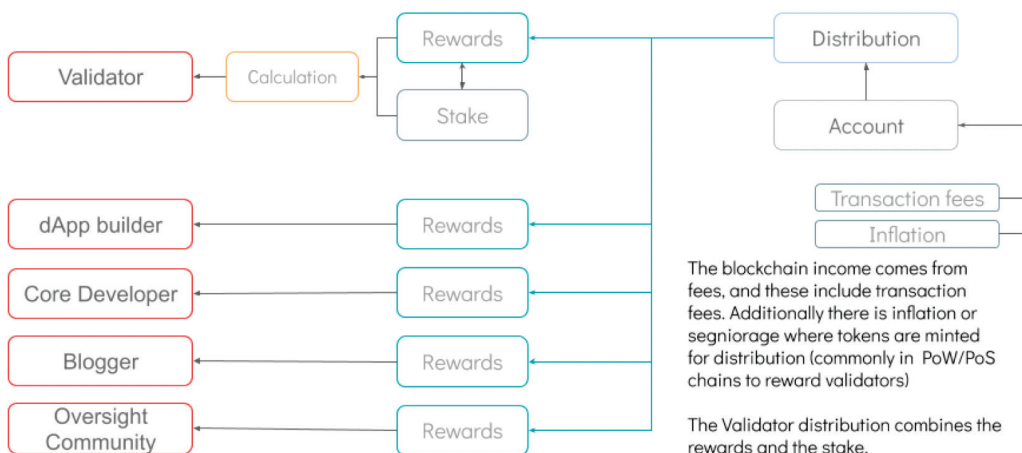 Rewards
Distribution
Validator
Calculation
Stake
Account
Transaction fees
dApp builder
Rewards
Inflation
The blockchain income comes from
fees, and these include transaction
fees. Additionally there is inflation or
segniorage where tokens are minted
for distribution (commonly in PoW/PoS
chains to reward validators)
Core Developer
Rewards
Blogger
Rewards
Oversight
Community
Rewards
The Validator distribution combines the
rewards and the stake.